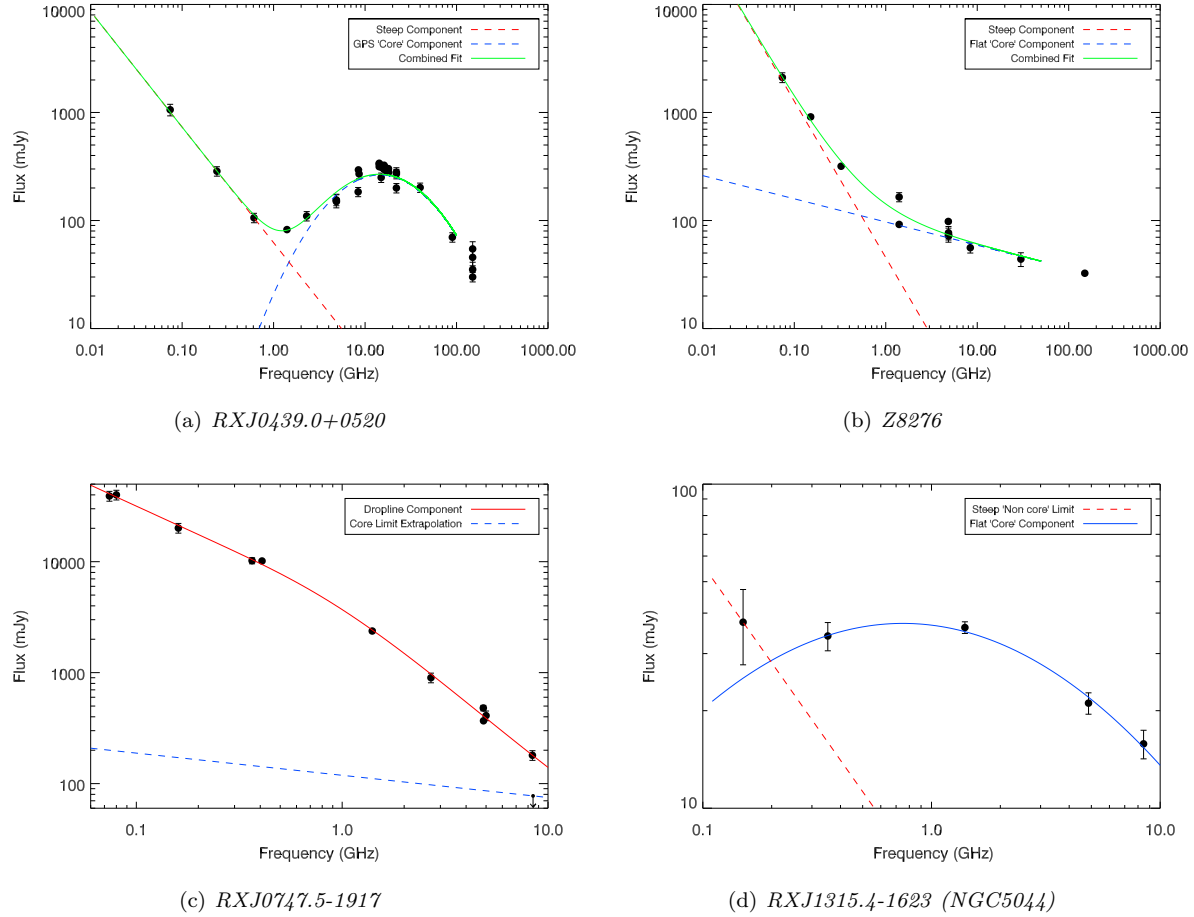 10000
1000
100
10
Flux (mJy)
Steep Component
GPS 'Core' Component
Combined Fit
0.01 0.10 1.00 10.00 100.00 1000.00
Frequency (GHz)
(a) RXJ0439.0+0520
10000
1000
100
10
Flux (mJy)
Steep Component
Flat 'Core' Component
Combined Fit
0.01 0.10 1.00 10.00 100.00 1000.00
Frequency (GHz)
(b) Z8276
10000
1000
100
Flux (mJy)
Dropline Component
Core Limit Extrapolation
0.1 1.0 10.0
Frequency (GHz)
(c) RXJ0747.5-1917
100
10
Flux (mJy)
Steep 'Non core' Limit
Flat 'Core' Component
0.1 1.0 10.0
Frequency (GHz)
(d) RXJ1315.4-1623 (NGC5044)